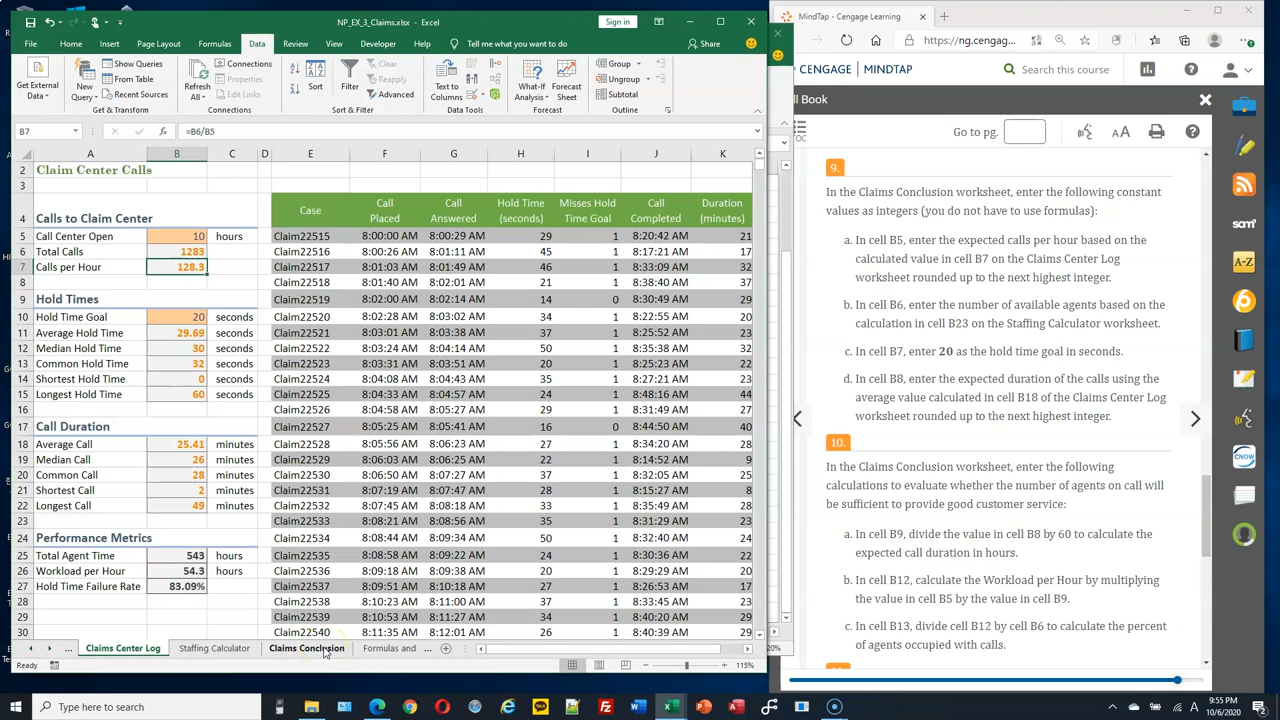 NP_EX_3_Claims.xlsx - Excel
Sign in
File Home Insert Page Layout Formulas Data Review View Developer Help Tell me what you want to do Share
Get External Data
New Query
Show Queries
From Table
Recent Sources
Get & Transform
Refresh All
Connections
Properties
Edit Links
Connections
Sort
Filter
Clear
Reapply
Advanced
Sort & Filter
Text to Columns
Data Tools
What-If Analysis
Forecast Sheet
Forecast
Group
Ungroup
Subtotal
Outline
B7 =B6/B5
A B C D E F G H I J K
2 Claim Center Calls
3
4 Calls to Claim Center Case Call Placed Call Answered Hold Time (seconds) Misses Hold Time Goal Call Completed Duration (minutes)
5 Call Center Open 10 hours Claim22515 8:00:00 AM 8:00:29 AM 29 1 8:20:42 AM 21
6 Total Calls 1283 Claim22516 8:00:26 AM 8:01:11 AM 45 1 8:17:17 AM 17
7 Calls per Hour 128.3 Claim22517 8:01:03 AM 8:01:49 AM 46 1 8:33:09 AM 32
8 Claim22518 8:01:40 AM 8:02:01 AM 21 1 8:38:40 AM 37
9 Hold Times Claim22519 8:02:00 AM 8:02:14 AM 14 0 8:30:49 AM 29
10 Hold Time Goal 20 seconds Claim22520 8:02:28 AM 8:03:02 AM 34 1 8:22:55 AM 20
11 Average Hold Time 29.69 seconds Claim22521 8:03:01 AM 8:03:38 AM 37 1 8:25:52 AM 23
12 Median Hold Time 30 seconds Claim22522 8:03:24 AM 8:04:14 AM 50 1 8:35:38 AM 32
13 Common Hold Time 32 seconds Claim22523 8:03:31 AM 8:03:51 AM 20 1 8:25:22 AM 22
14 Shortest Hold Time 0 seconds Claim22524 8:04:08 AM 8:04:43 AM 35 1 8:27:21 AM 23
15 Longest Hold Time 60 seconds Claim22525 8:04:33 AM 8:04:57 AM 24 1 8:48:16 AM 44
16 Claim22526 8:04:58 AM 8:05:27 AM 29 1 8:31:49 AM 27
17 Call Duration Claim22527 8:05:25 AM 8:05:41 AM 16 0 8:44:50 AM 40
18 Average Call 25.41 minutes Claim22528 8:05:56 AM 8:06:23 AM 27 1 8:34:20 AM 28
19 Median Call 26 minutes Claim22529 8:06:23 AM 8:06:45 AM 22 1 8:14:52 AM 9
20 Common Call 28 minutes Claim22530 8:06:50 AM 8:07:27 AM 37 1 8:32:05 AM 25
21 Shortest Call 2 minutes Claim22531 8:07:19 AM 8:07:47 AM 28 1 8:15:27 AM 8
22 Longest Call 49 minutes Claim22532 8:07:45 AM 8:08:18 AM 33 1 8:35:49 AM 28
23 Claim22533 8:08:21 AM 8:08:56 AM 35 1 8:31:29 AM 23
24 Performance Metrics Claim22534 8:08:44 AM 8:09:34 AM 50 1 8:32:40 AM 24
25 Total Agent Time 543 hours Claim22535 8:08:58 AM 8:09:22 AM 24 1 8:30:36 AM 22
26 Workload per Hour 54.3 hours Claim22536 8:09:18 AM 8:09:38 AM 20 1 8:28:29 AM 19
27 Hold Time Failure Rate 83.09% Claim22537 8:09:51 AM 8:10:18 AM 27 1 8:26:53 AM 17
28 Claim22538 8:10:23 AM 8:11:00 AM 37 1 8:33:45 AM 23
29 Claim22539 8:10:53 AM 8:11:27 AM 34 1 8:40:20 AM 29
30 Claim22540 8:11:35 AM 8:12:01 AM 26 1 8:40:39 AM 29
Claims Center Log Staffing Calculator Claims Conclusion Formulas and ...
Ready 115%
20%
MindTap - Cengage Learning
https://ng.cengag...
CENGAGE | MINDTAP Search this course
ll Book
Go to pg.
9.
In the Claims Conclusion worksheet, enter the following constant
values as integers (you do not have to use formulas):
a. In cell B5, enter the expected calls per hour based on the
calculated value in cell B7 on the Claims Center Log
worksheet rounded up to the next highest integer.
b. In cell B6, enter the number of available agents based on the
calculation in cell B23 on the Staffing Calculator worksheet.
c. In cell B7, enter 20 as the hold time goal in seconds.
d. In cell B8, enter the expected duration of the calls using the
average value calculated in cell B18 of the Claims Center Log
worksheet rounded up to the next highest integer.
10.
In the Claims Conclusion worksheet, enter the following
calculations to evaluate whether the number of agents on call will
be sufficient to provide good customer service:
a. In cell B9, divide the value in cell B8 by 60 to calculate the
expected call duration in hours.
b. In cell B12, calculate the Workload per Hour by multiplying
the value in cell B5 by the value in cell B9.
c. In cell B13, divide cell B12 by cell B6 to calculate the percent
of agents occupied with calls.
A-Z
CNOW
Type here to search
9:55 PM
10/6/2020